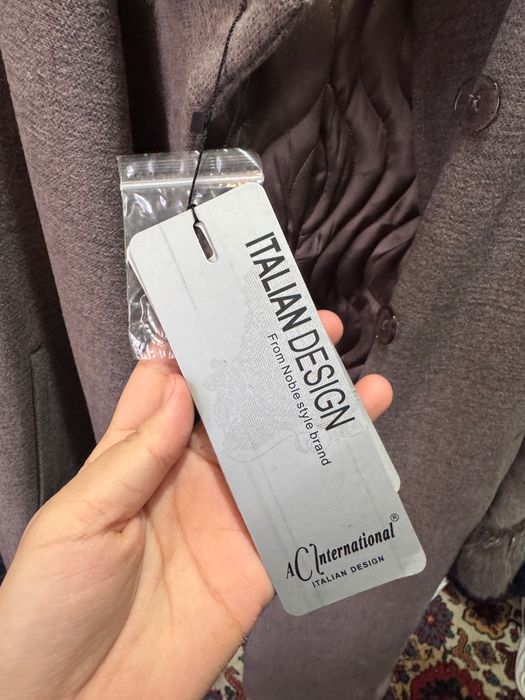 ITALIAN DESIGN
From Noble style brand
ACInternational®
ITALIAN DESIGN